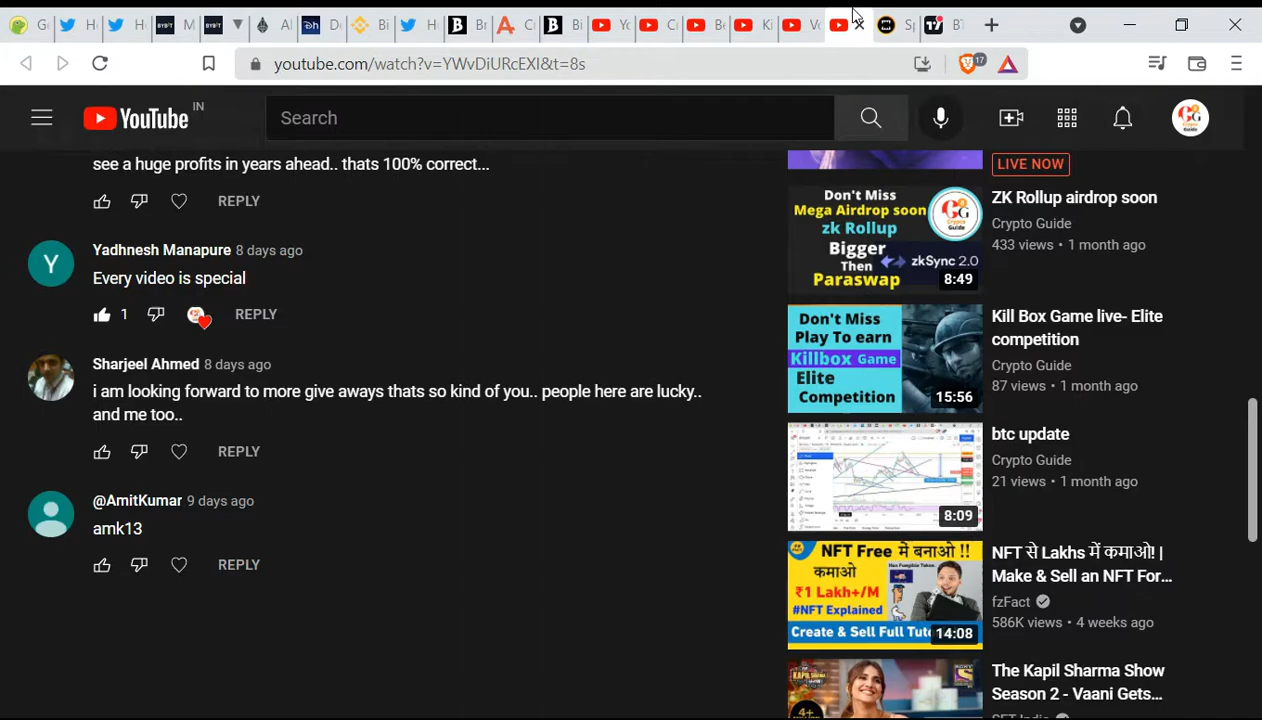 youtube.com/watch?v=YWvDiURcEXI&t=8s
17
YouTube IN
Search
see a huge profits in years ahead.. thats 100% correct...
REPLY
Y
Yadhnesh Manapure 8 days ago
Every video is special
1
REPLY
Sharjeel Ahmed 8 days ago
i am looking forward to more give aways thats so kind of you.. people here are lucky..
and me too..
REPLY
@AmitKumar 9 days ago
amk13
REPLY
LIVE NOW
Don't Miss
Mega Airdrop soon
zk Rollup
Bigger
Then
Paraswap
zkSync 2.0
8:49
ZK Rollup airdrop soon
Crypto Guide
433 views • 1 month ago
Don't Miss
Play To earn
Killbox Game
Elite
Competition
15:56
Kill Box Game live- Elite
competition
Crypto Guide
87 views • 1 month ago
8:09
btc update
Crypto Guide
21 views • 1 month ago
NFT Free में बनाओ !!
कमाओ
₹1 Lakh+/M
#NFT Explained
Create & Sell Full Tuto
14:08
NFT से Lakhs में कमाओ! |
Make & Sell an NFT For...
fzFact
586K views • 4 weeks ago
The Kapil Sharma Show
Season 2 - Vaani Gets...
SET India